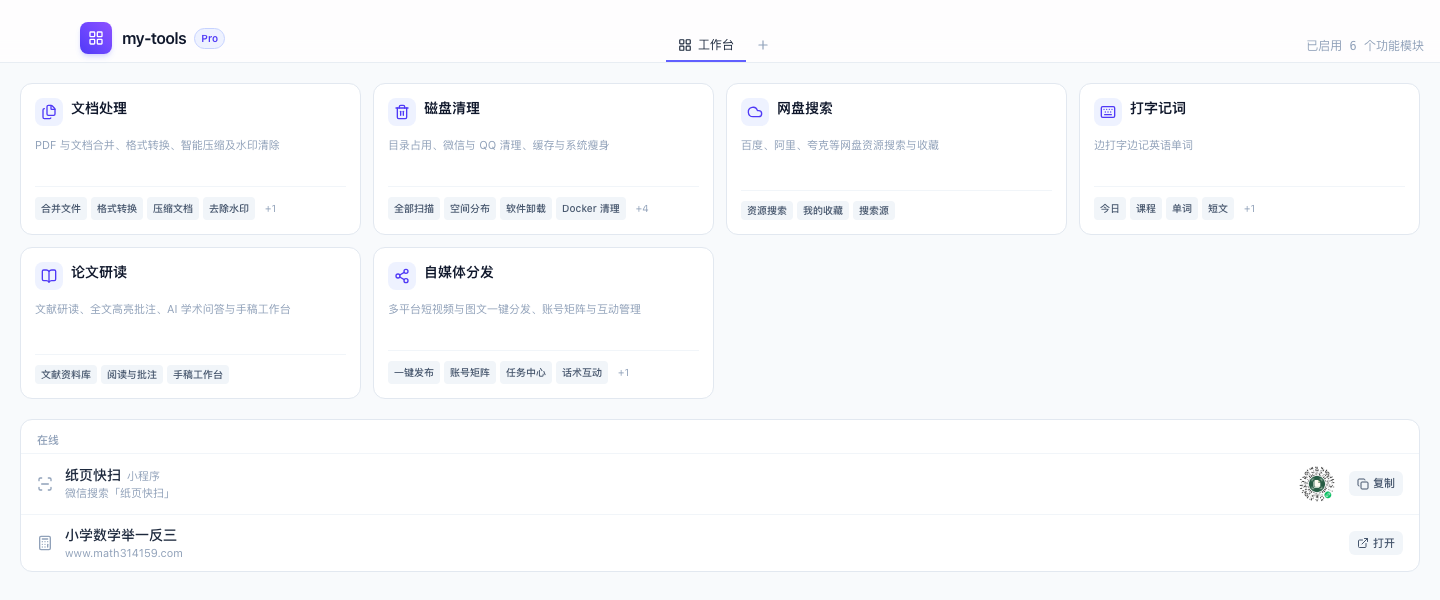 my-tools Pro
工作台
已启用 6 个功能模块
文档处理
PDF 与文档合并、格式转换、智能压缩及水印清除
合并文件 格式转换 压缩文档 去除水印 +1
磁盘清理
目录占用、微信与 QQ 清理、缓存与系统瘦身
全部扫描 空间分布 软件卸载 Docker 清理 +4
网盘搜索
百度、阿里、夸克等网盘资源搜索与收藏
资源搜索 我的收藏 搜索源
打字记词
边打字边记英语单词
今日 课程 单词 短文 +1
论文研读
文献研读、全文高亮批注、AI 学术问答与手稿工作台
文献资料库 阅读与批注 手稿工作台
自媒体分发
多平台短视频与图文一键分发、账号矩阵与互动管理
一键发布 账号矩阵 任务中心 话术互动 +1
在线
纸页快扫 小程序
微信搜索「纸页快扫」
复制
小学数学举一反三
www.math314159.com
打开